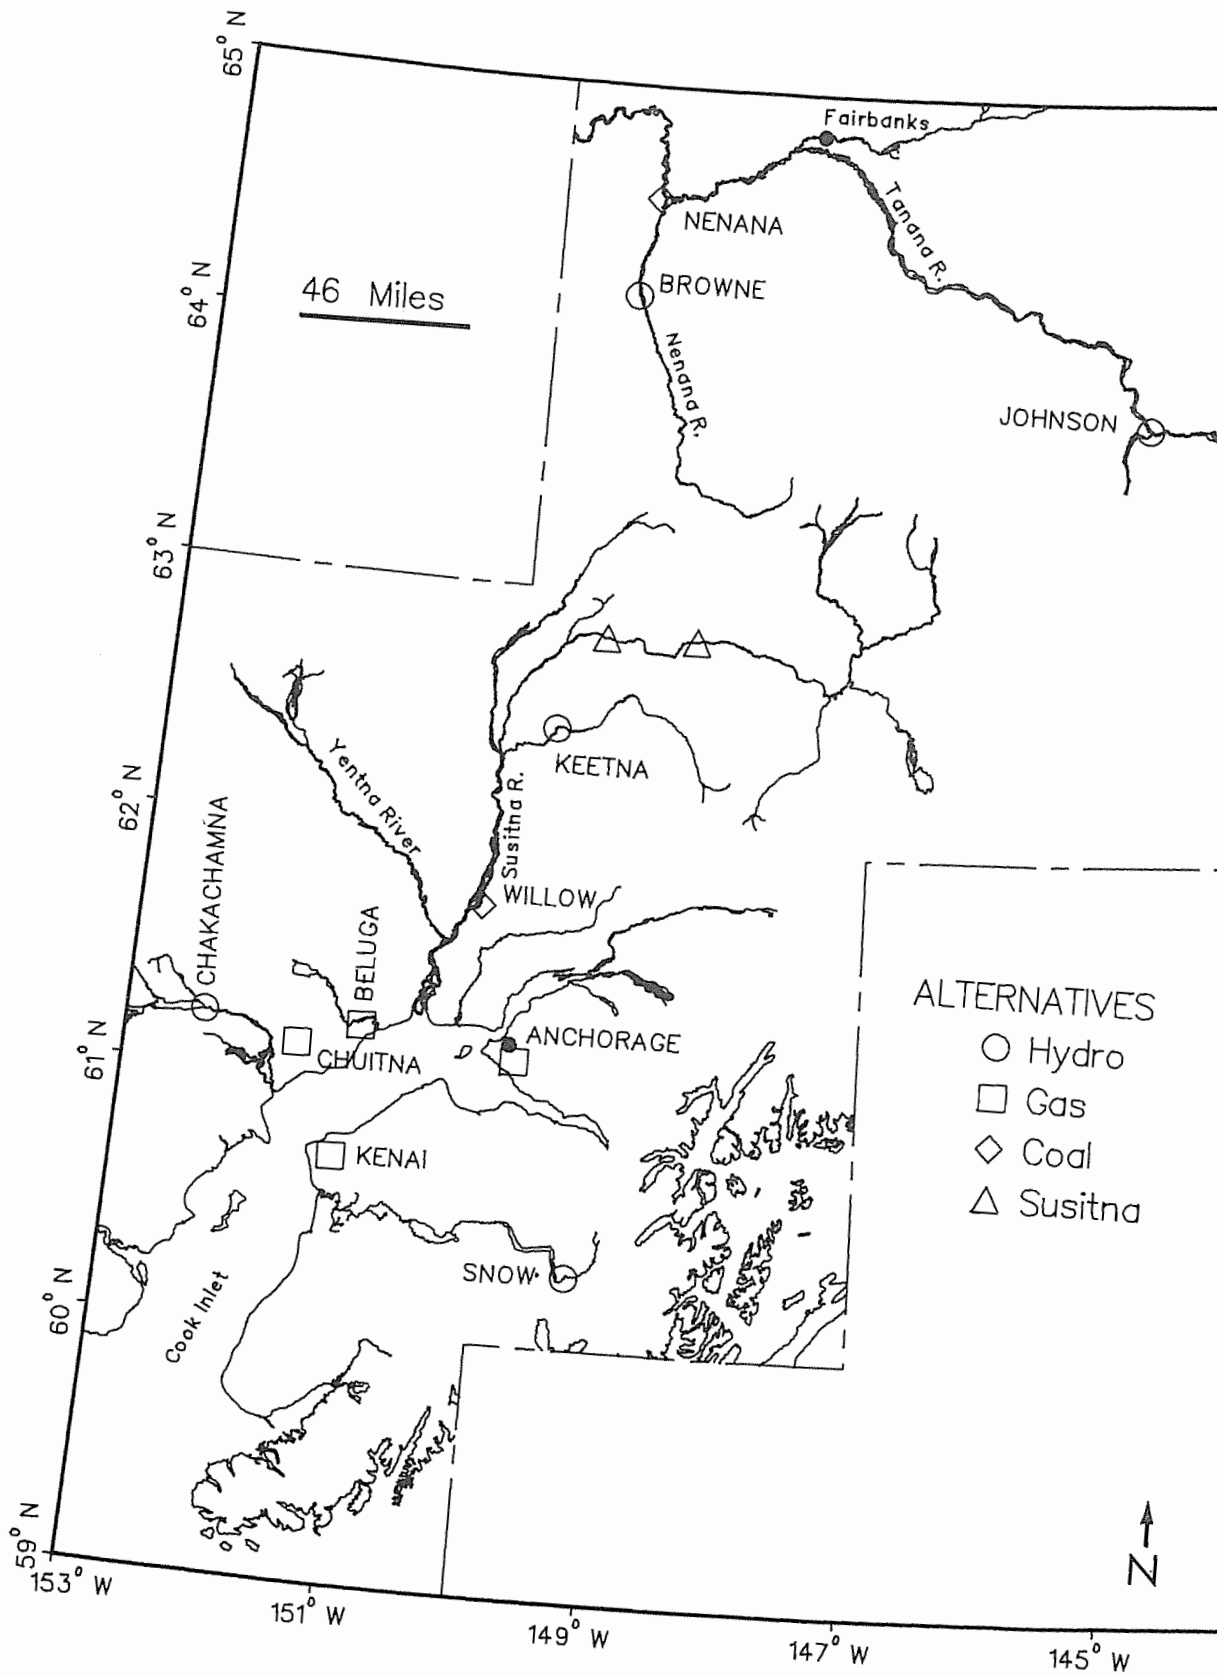 65° N
Fairbanks
Tanana R.
NENANA
64° N
46 Miles
BROWNE
Nenana R.
JOHNSON
63° N
KEETNA
Yentna River
Susitna R.
62° N
CHAKACHAMNA
WILLOW
BELUGA
ALTERNATIVES
Hydro
Gas
Coal
Susitna
61° N
CHUITNA
ANCHORAGE
KENAI
SNOW
60° N
Cook Inlet
59° N
N
153° W
151° W
149° W
147° W
145° W